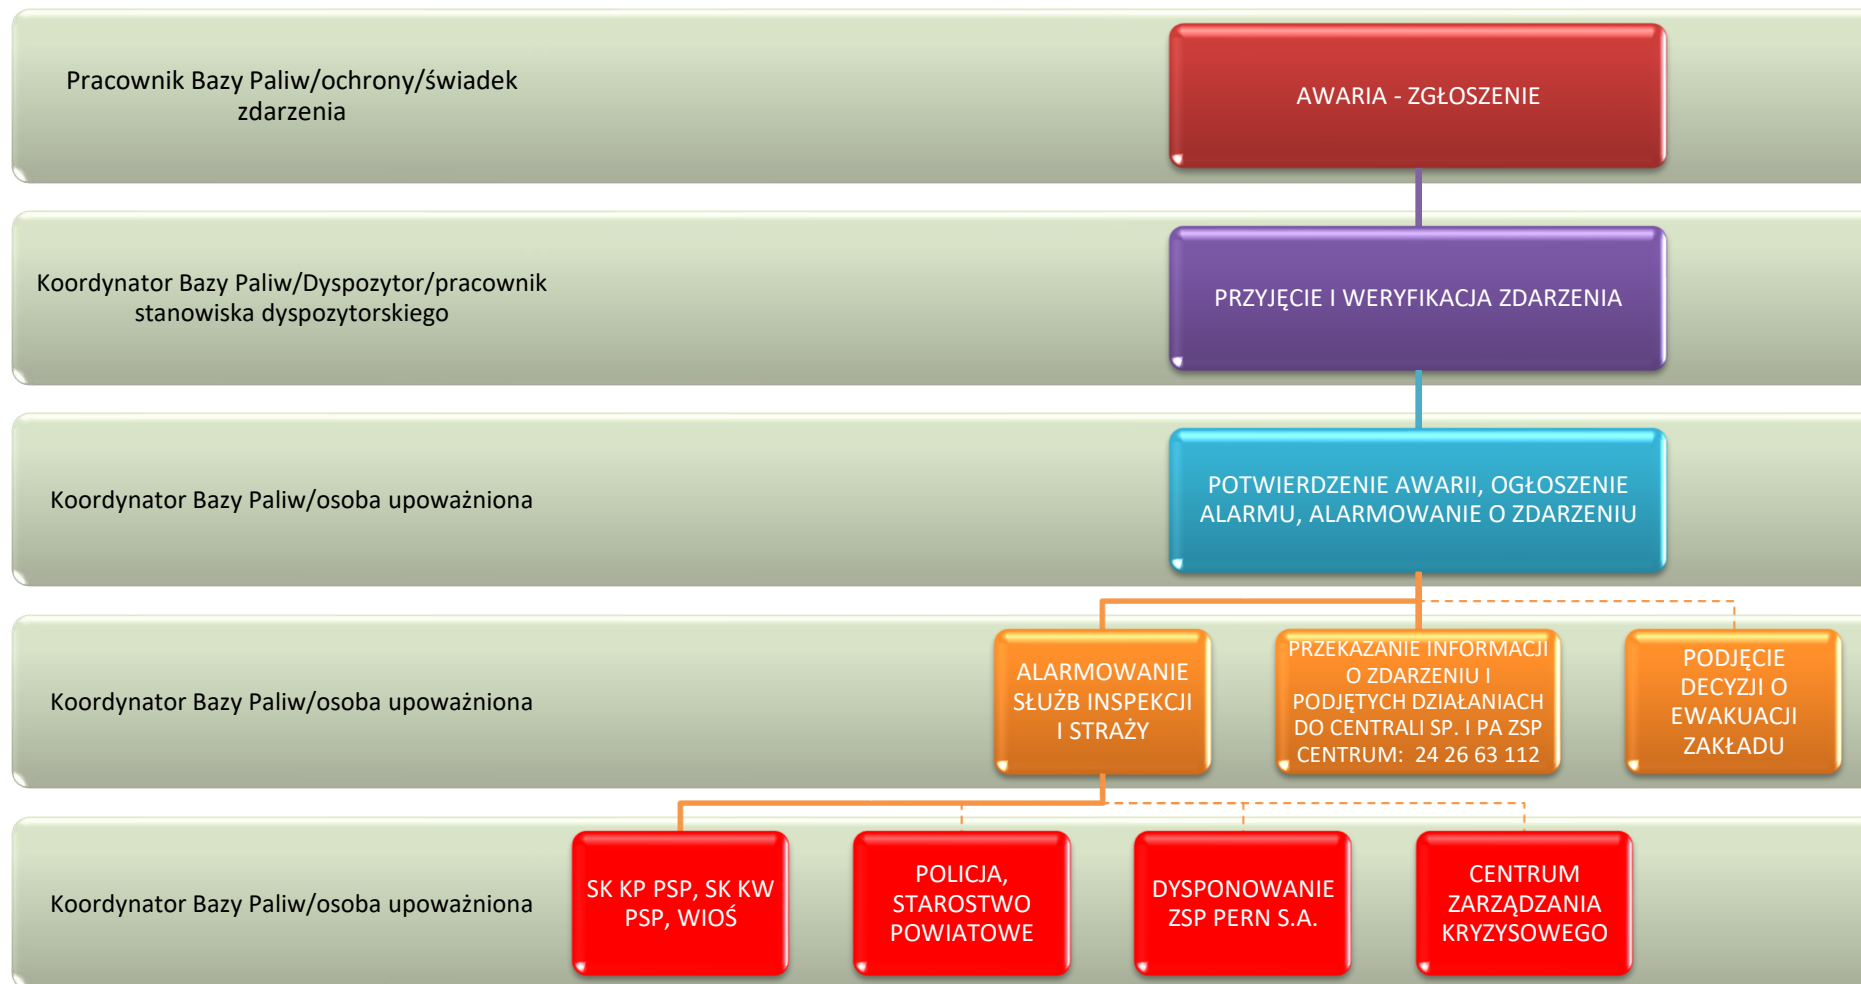 Pracownik Bazy Paliw/ochrony/świadek
zdarzenia
AWARIA - ZGŁOSZENIE
Koordynator Bazy Paliw/Dyspozytor/pracownik
stanowiska dyspozytorskiego
PRZYJĘCIE I WERYFIKACJA ZDARZENIA
Koordynator Bazy Paliw/osoba upoważniona
POTWIERDZENIE AWARII, OGŁOSZENIE
ALARMU, ALARMOWANIE O ZDARZENIU
Koordynator Bazy Paliw/osoba upoważniona
ALARMOWANIE
SŁUŻB INSPEKCJI
I STRAŻY
PRZEKAZANIE INFORMACJI
O ZDARZENIU I
PODJĘTYCH DZIAŁANIACH
DO CENTRALI SP. I PA ZSP
CENTRUM: 24 26 63 112
PODJĘCIE
DECYZJI O
EWAKUACJI
ZAKŁADU
Koordynator Bazy Paliw/osoba upoważniona
SK KP PSP, SK KW
PSP, WIOŚ
POLICJA,
STAROSTWO
POWIATOWE
DYSPONOWANIE
ZSP PERN S.A.
CENTRUM
ZARZĄDZANIA
KRYZYSOWEGO